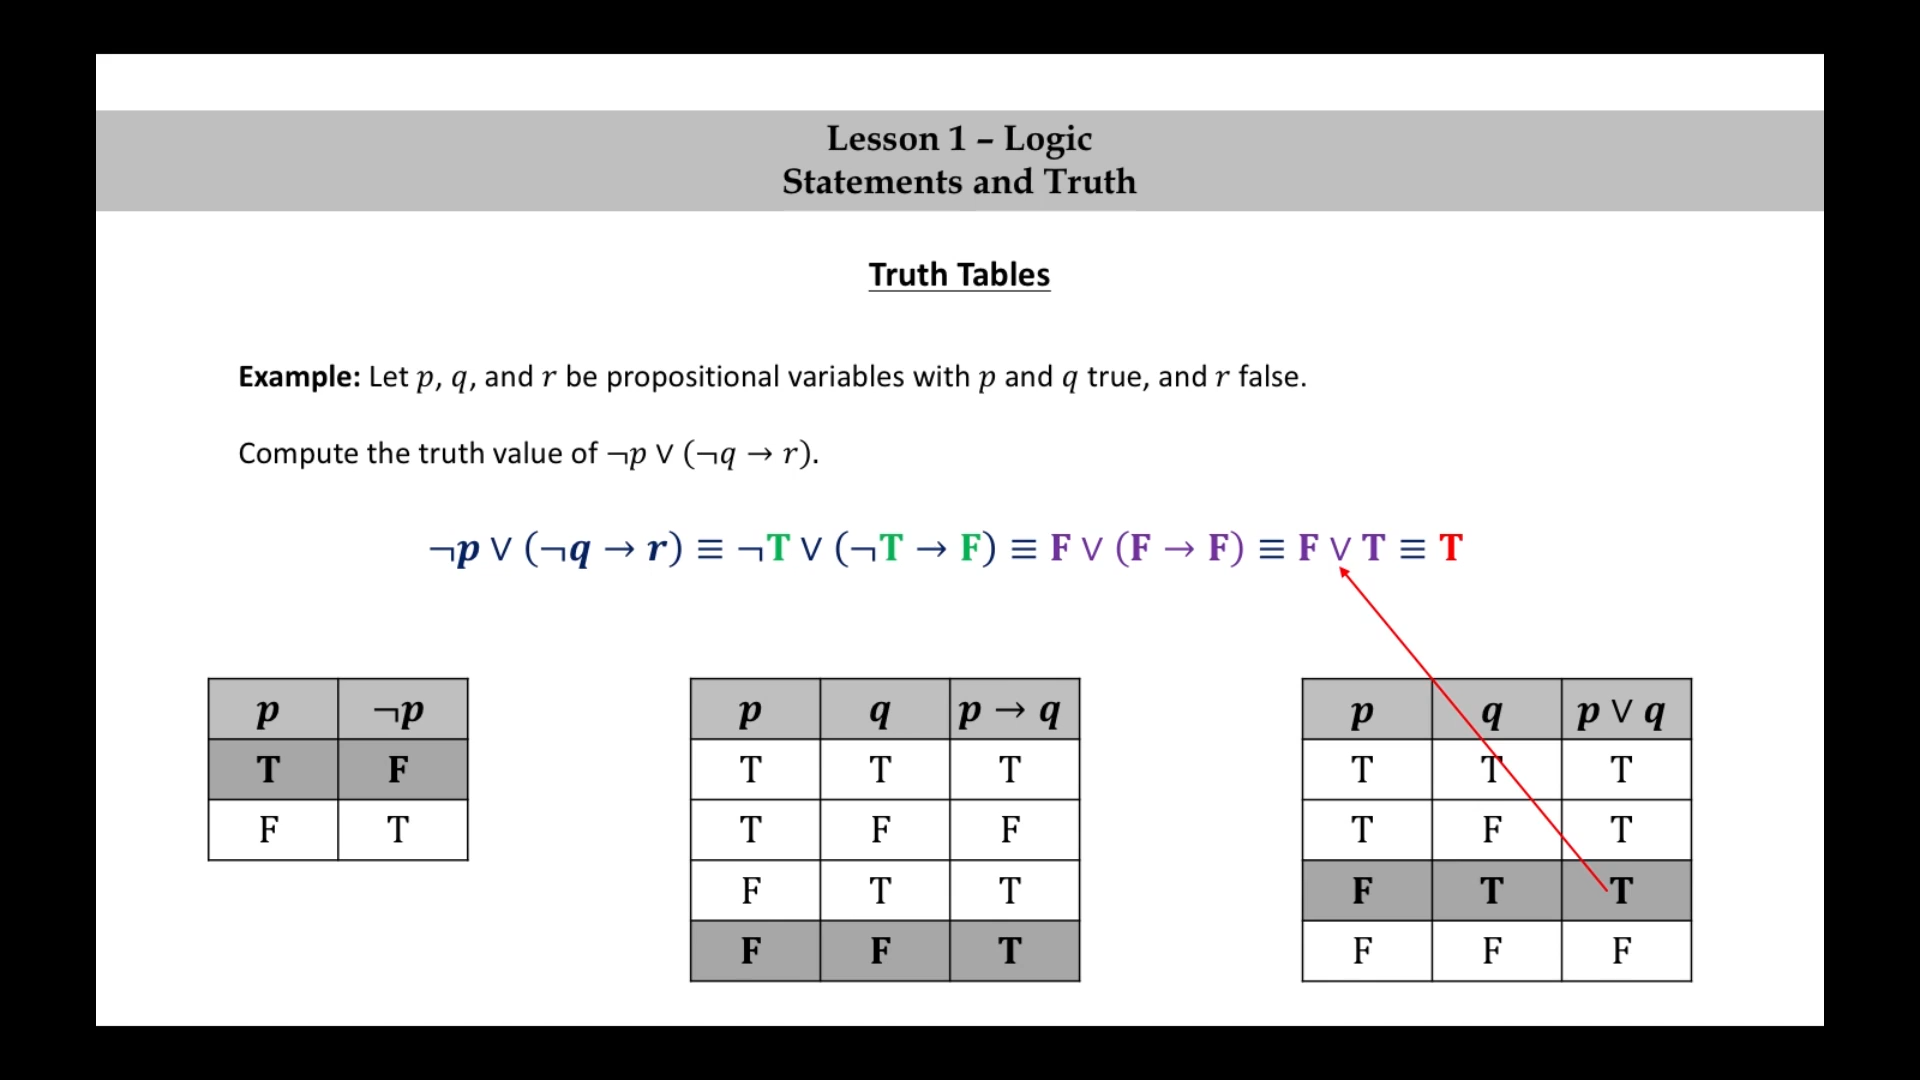 Lesson 1 – Logic
Statements and Truth
Truth Tables
Example: Let p, q, and r be propositional variables with p and q true, and r false.
Compute the truth value of ¬p ∨ (¬q → r).
¬p ∨ (¬q → r) ≡ ¬T ∨ (¬T → F) ≡ F ∨ (F → F) ≡ F ∨ T ≡ T
p ¬p
T F
F T
p q p → q
T T T
T F F
F T T
F F T
p q p ∨ q
T T T
T F T
F T T
F F F